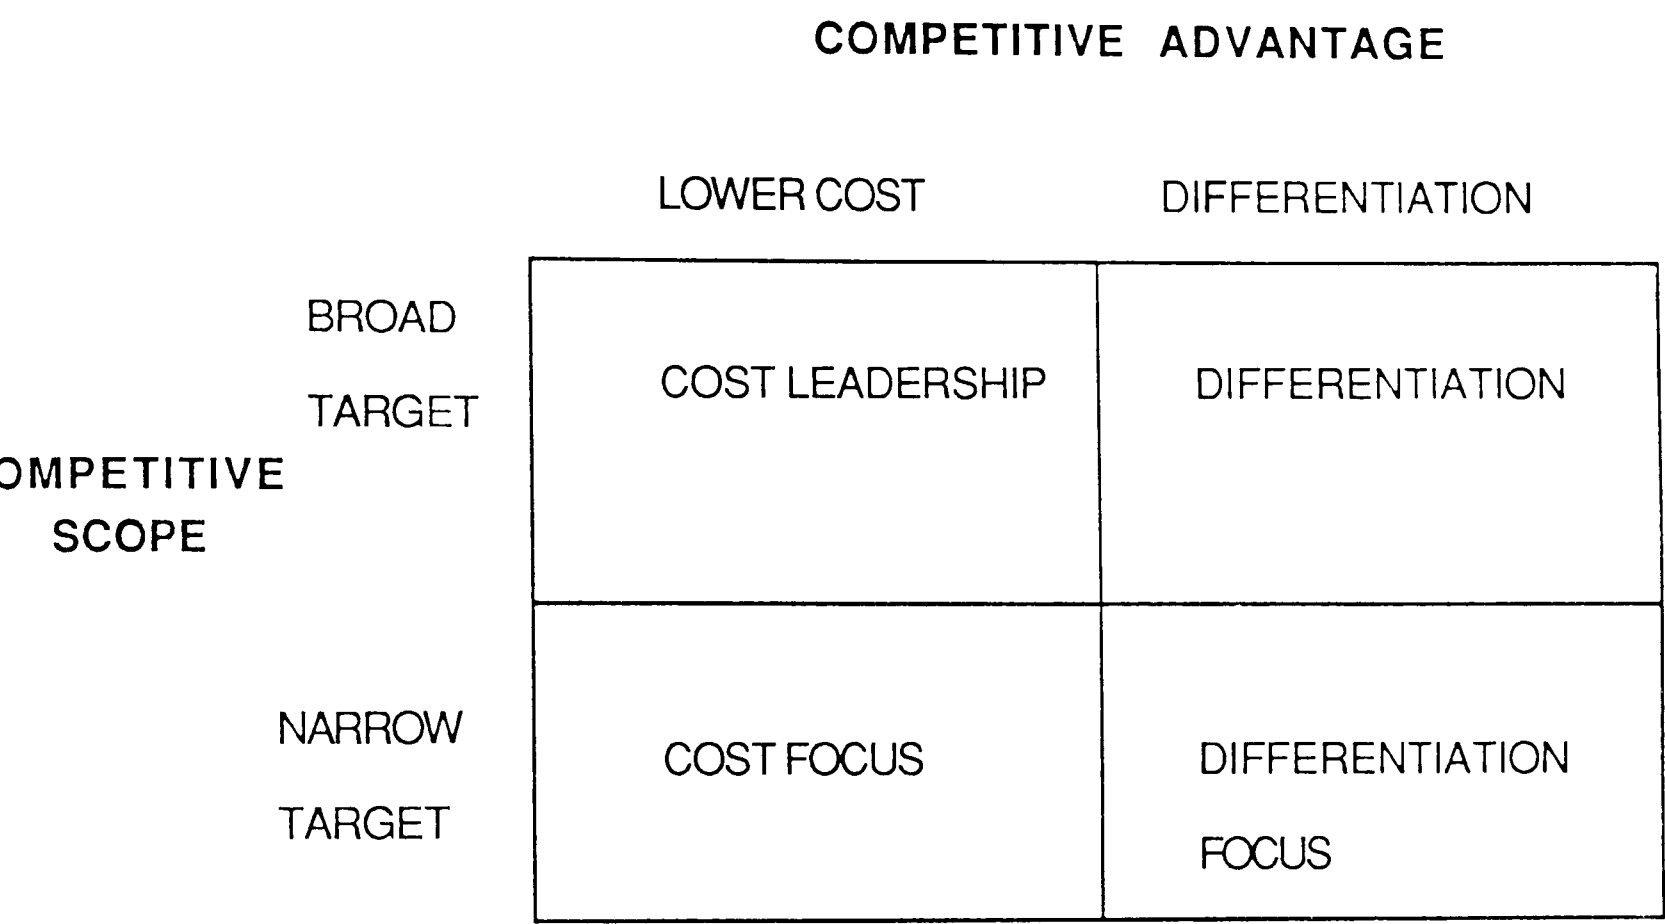 COMPETITIVE ADVANTAGE
LOWER COST DIFFERENTIATION
BROAD
TARGET
COST LEADERSHIP DIFFERENTIATION
OMPETITIVE
SCOPE
NARROW
TARGET
COST FOCUS DIFFERENTIATION
FOCUS